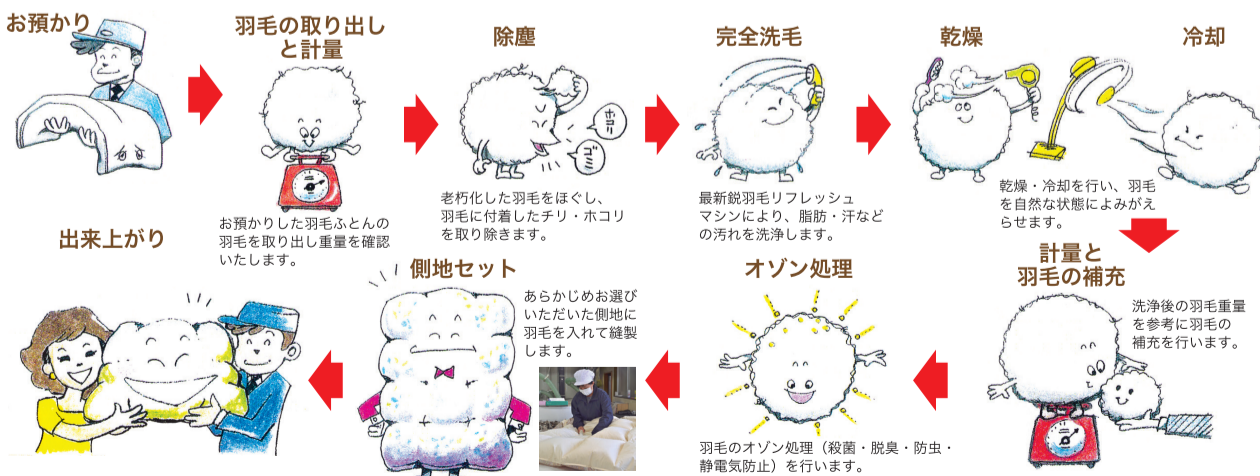 お預かり
羽毛の取り出し
と計量
お預かりした羽毛ふとんの
羽毛を取り出し重量を確認
いたします。
除塵
ホコリ
ゴミ
老朽化した羽毛をほぐし、
羽毛に付着したチリ・ホコリ
を取り除きます。
完全洗毛
最新鋭羽毛リフレッシュ
マシンにより、脂肪・汗など
の汚れを洗浄します。
乾燥
冷却
乾燥・冷却を行い、羽毛
を自然な状態によみがえ
らせます。
計量と
羽毛の補充
洗浄後の羽毛重量
を参考に羽毛の
補充を行います。
オゾン処理
羽毛のオゾン処理（殺菌・脱臭・防虫・
静電気防止）を行います。
側地セット
あらかじめお選び
いただいた側地に
羽毛を入れて縫製
します。
出来上がり